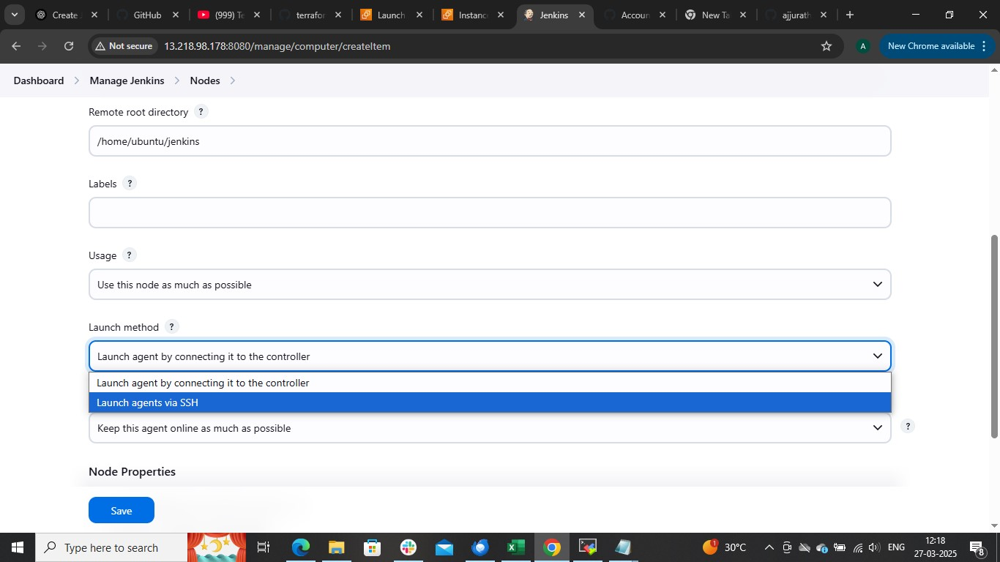 Create J
GitHub
(999) Te
terrafor
Launch
Instanc
Jenkins
Accoun
New Ta
ajjurath
Not secure
13.218.98.178:8080/manage/computer/createItem
A
New Chrome available
Dashboard
Manage Jenkins
Nodes
Remote root directory ?
/home/ubuntu/jenkins
Labels ?
Usage ?
Use this node as much as possible
Launch method ?
Launch agent by connecting it to the controller
Launch agent by connecting it to the controller
Launch agents via SSH
Keep this agent online as much as possible
?
Node Properties
Save
Type here to search
1
30°C
ENG
12:18
27-03-2025
8